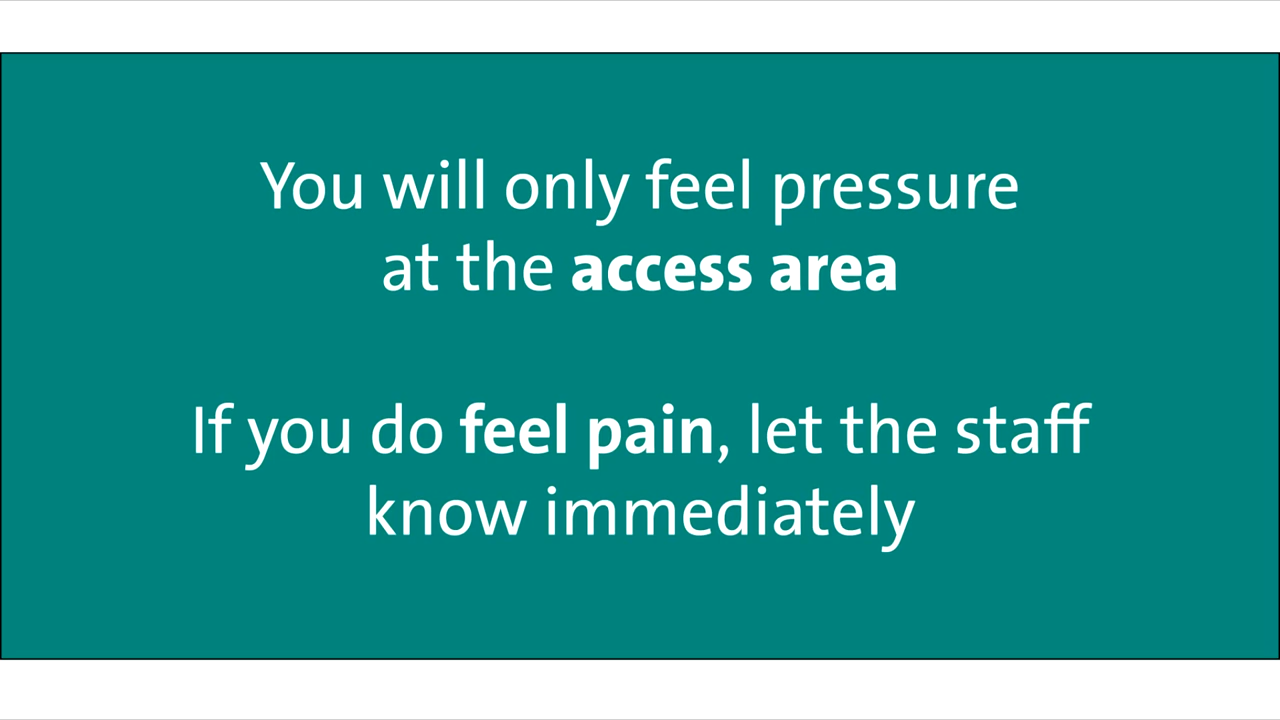 You will only feel pressure
at the access area
If you do feel pain, let the staff
know immediately